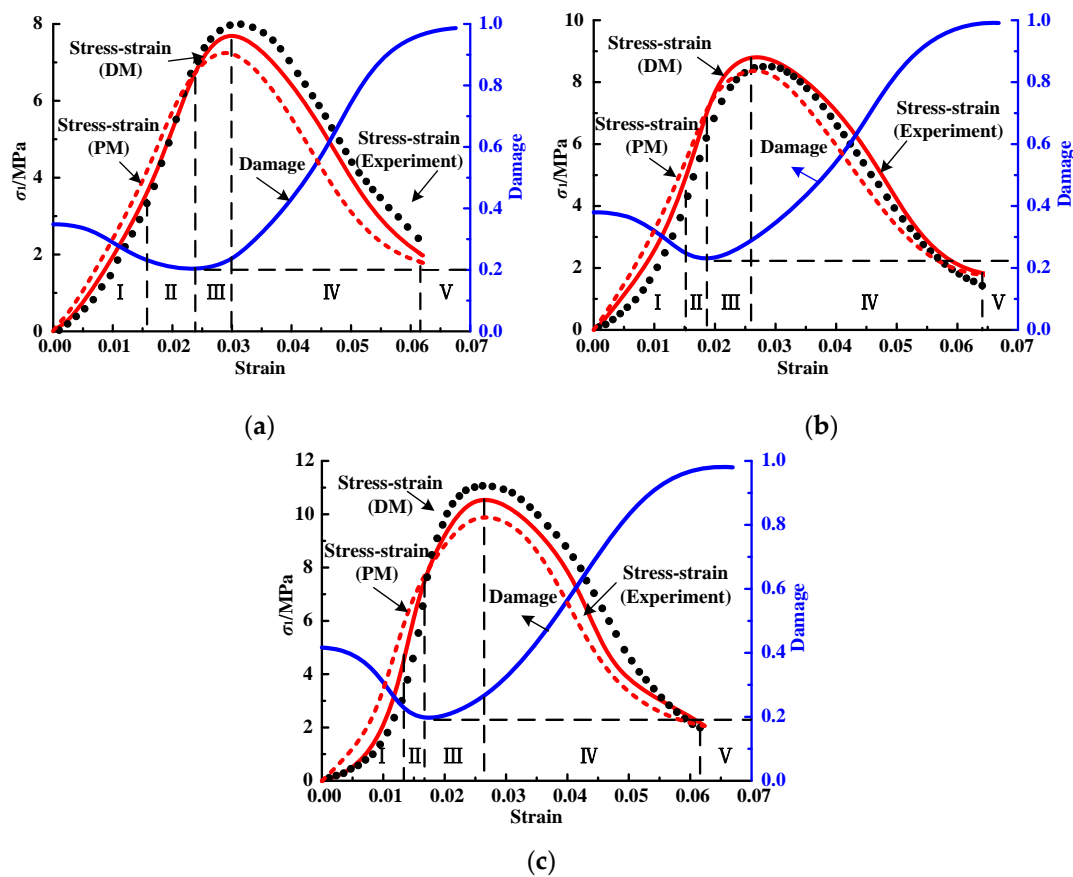 (a)
8
6
4
2
0
σ1/MPa
Stress-strain
(DM)
Stress-strain
(PM)
Damage
Stress-strain
(Experiment)
I
II
III
IV
V
1.0
0.8
0.6
0.4
0.2
0.0
Damage
0.00 0.01 0.02 0.03 0.04 0.05 0.06 0.07
Strain
10
8
6
4
2
0
σ1/MPa
Stress-strain
(DM)
Stress-strain
(PM)
Damage
Stress-strain
(Experiment)
I
II
III
IV
V
1.0
0.8
0.6
0.4
0.2
0.0
Damage
0.00 0.01 0.02 0.03 0.04 0.05 0.06 0.07
Strain
(a)
(b)
12
10
8
6
4
2
0
σ1/MPa
Stress-strain
(DM)
Stress-strain
(PM)
Damage
Stress-strain
(Experiment)
I
II
III
IV
V
1.0
0.8
0.6
0.4
0.2
0.0
Damage
0.00 0.01 0.02 0.03 0.04 0.05 0.06 0.07
Strain
(c)